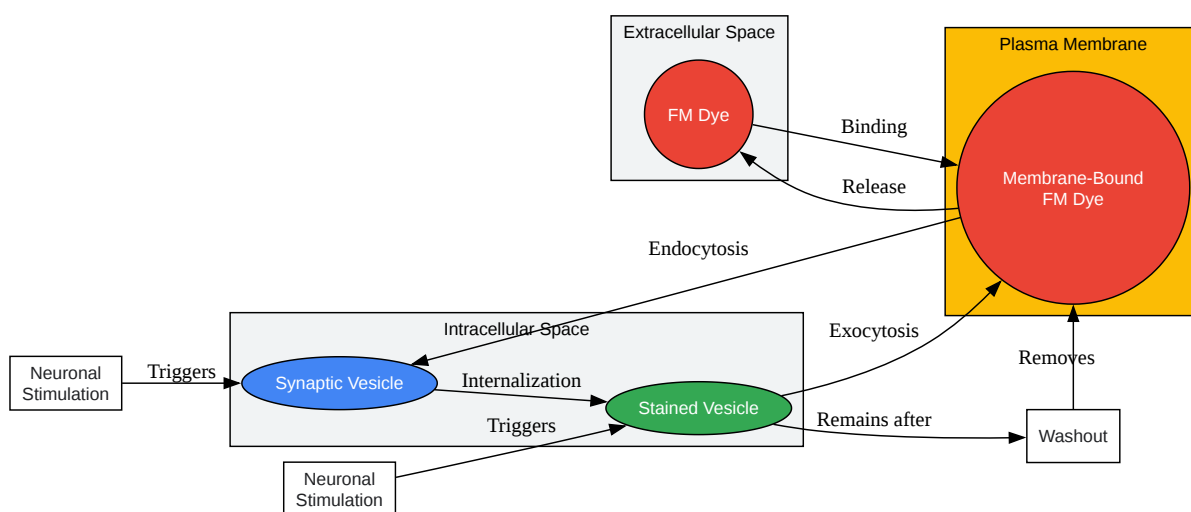 Extracellular Space
Plasma Membrane
FM Dye
Binding
Release
Membrane-Bound
FM Dye
Endocytosis
Intracellular Space
Exocytosis
Neuronal
Stimulation
Triggers
Synaptic Vesicle
Internalization
Stained Vesicle
Triggers
Remains after
Removes
Washout
Neuronal
Stimulation